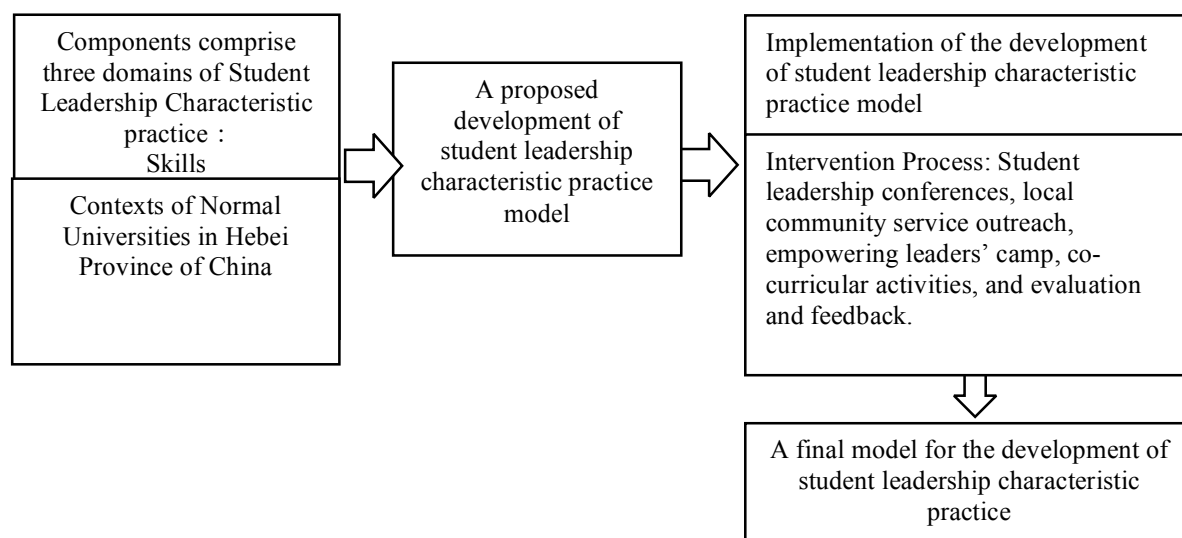 Components comprise
three domains of Student
Leadership Characteristic
practice：
Skills
Contexts of Normal
Universities in Hebei
Province of China
A proposed
development of
student leadership
characteristic practice
model
Implementation of the development
of student leadership characteristic
practice model
Intervention Process: Student
leadership conferences, local
community service outreach,
empowering leaders’ camp, co-
curricular activities, and evaluation
and feedback.
A final model for the development of
student leadership characteristic
practice